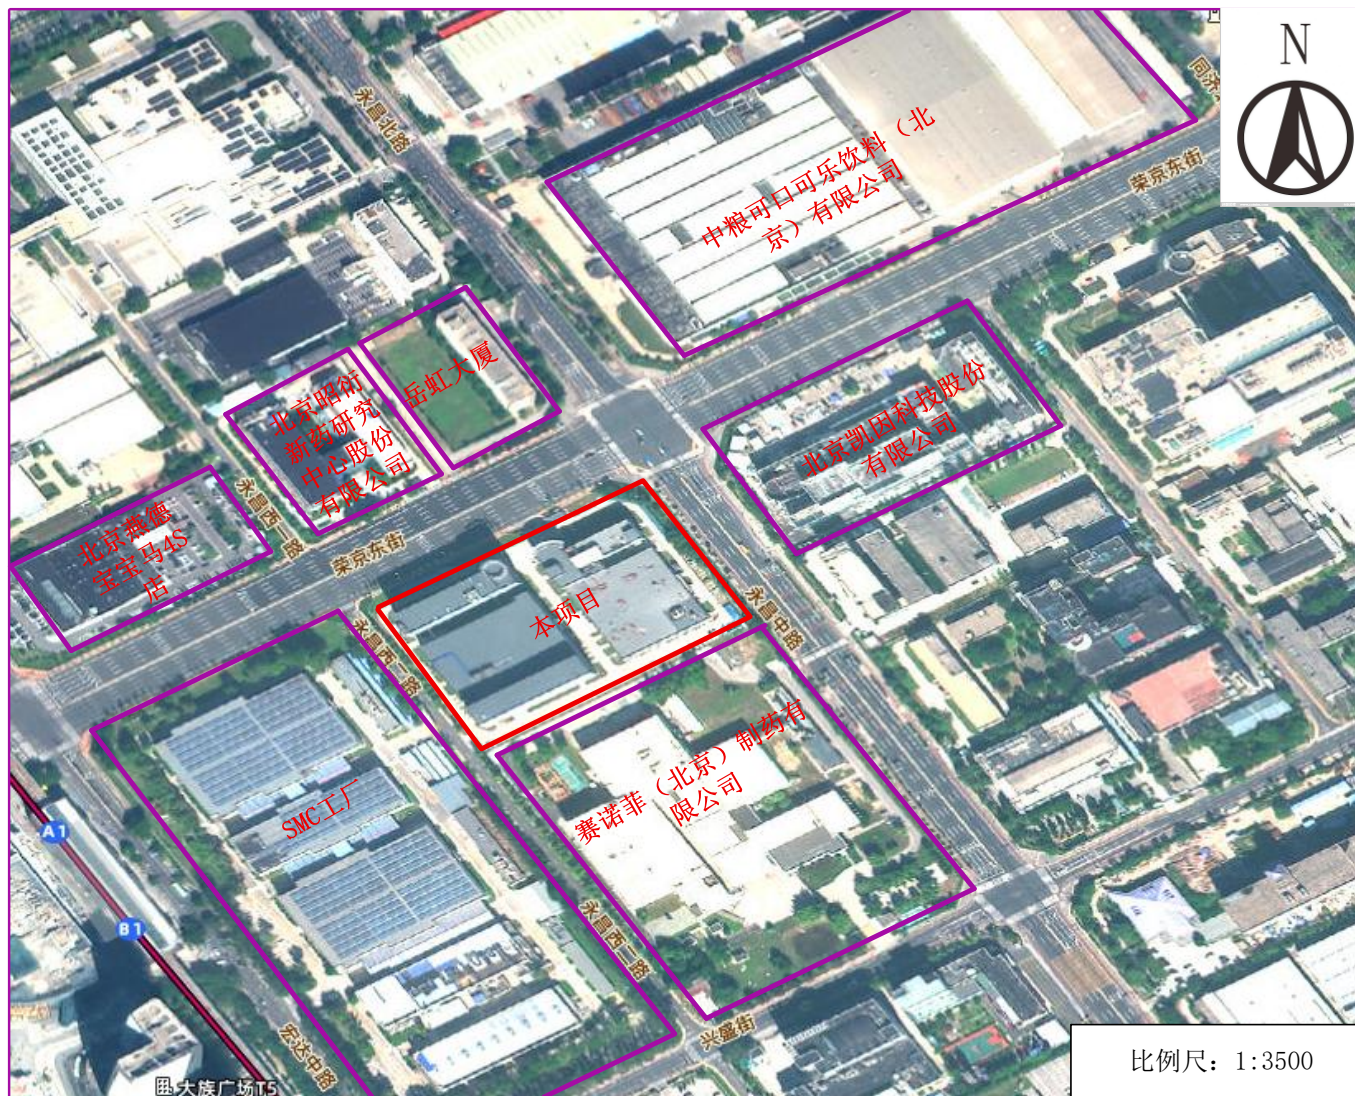 N
永昌北路
同济
荣京东街
中粮可口可乐饮料（北
京）有限公司
岳虹大厦
北京昭衍
新药研究
中心股份
有限公司
北京凯因科技股份
有限公司
永昌西一路
北京燕德
宝宝马4S
店
荣京东街
本项目
永昌中路
永昌西二路
赛诺菲（北京）制药有
限公司
SMC工厂
A1
B1
永昌西二路
宏达中路
兴盛街
大族广场T5
比例尺：1:3500